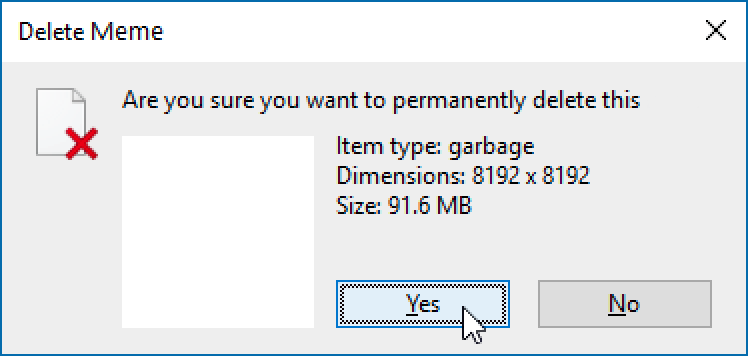 Delete Meme
Are you sure you want to permanently delete this
Item type: garbage
Dimensions: 8192 x 8192
Size: 91.6 MB
Yes
No